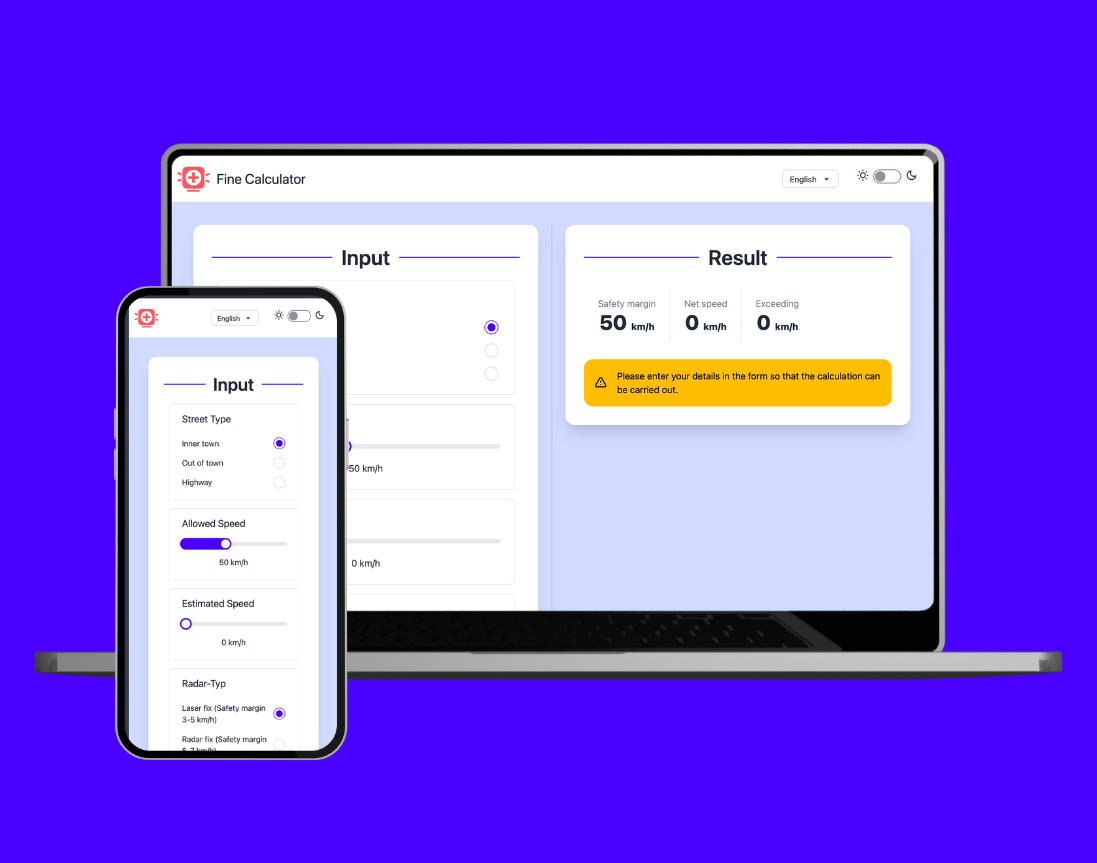 Fine Calculator
English
Input
50 km/h
0 km/h
Result
Safety margin
50 km/h
Net speed
0 km/h
Exceeding
0 km/h
Please enter your details in the form so that the calculation can
be carried out.
English
Input
Street Type
Inner town
Out of town
Highway
Allowed Speed
50 km/h
Estimated Speed
0 km/h
Radar-Typ
Laser fix (Safety margin
3-5 km/h)
Radar fix (Safety margin
5-7 km/h)